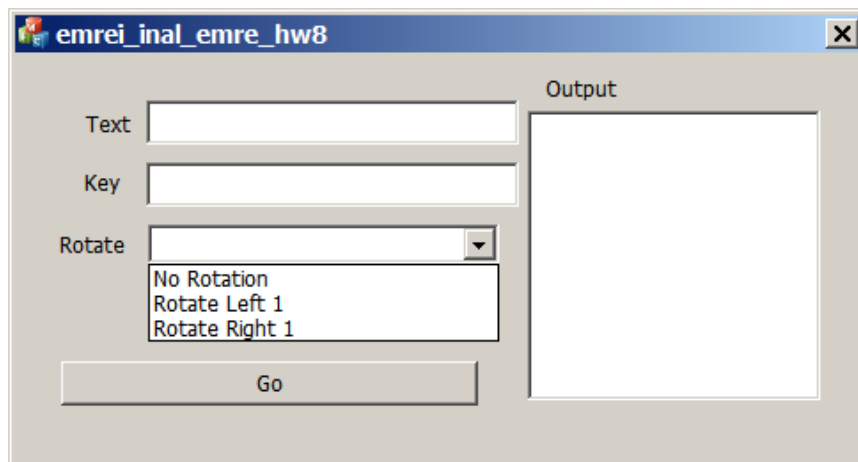 emrei_inal_emre_hw8
Output
Text
Key
Rotate
No Rotation
Rotate Left 1
Rotate Right 1
Go